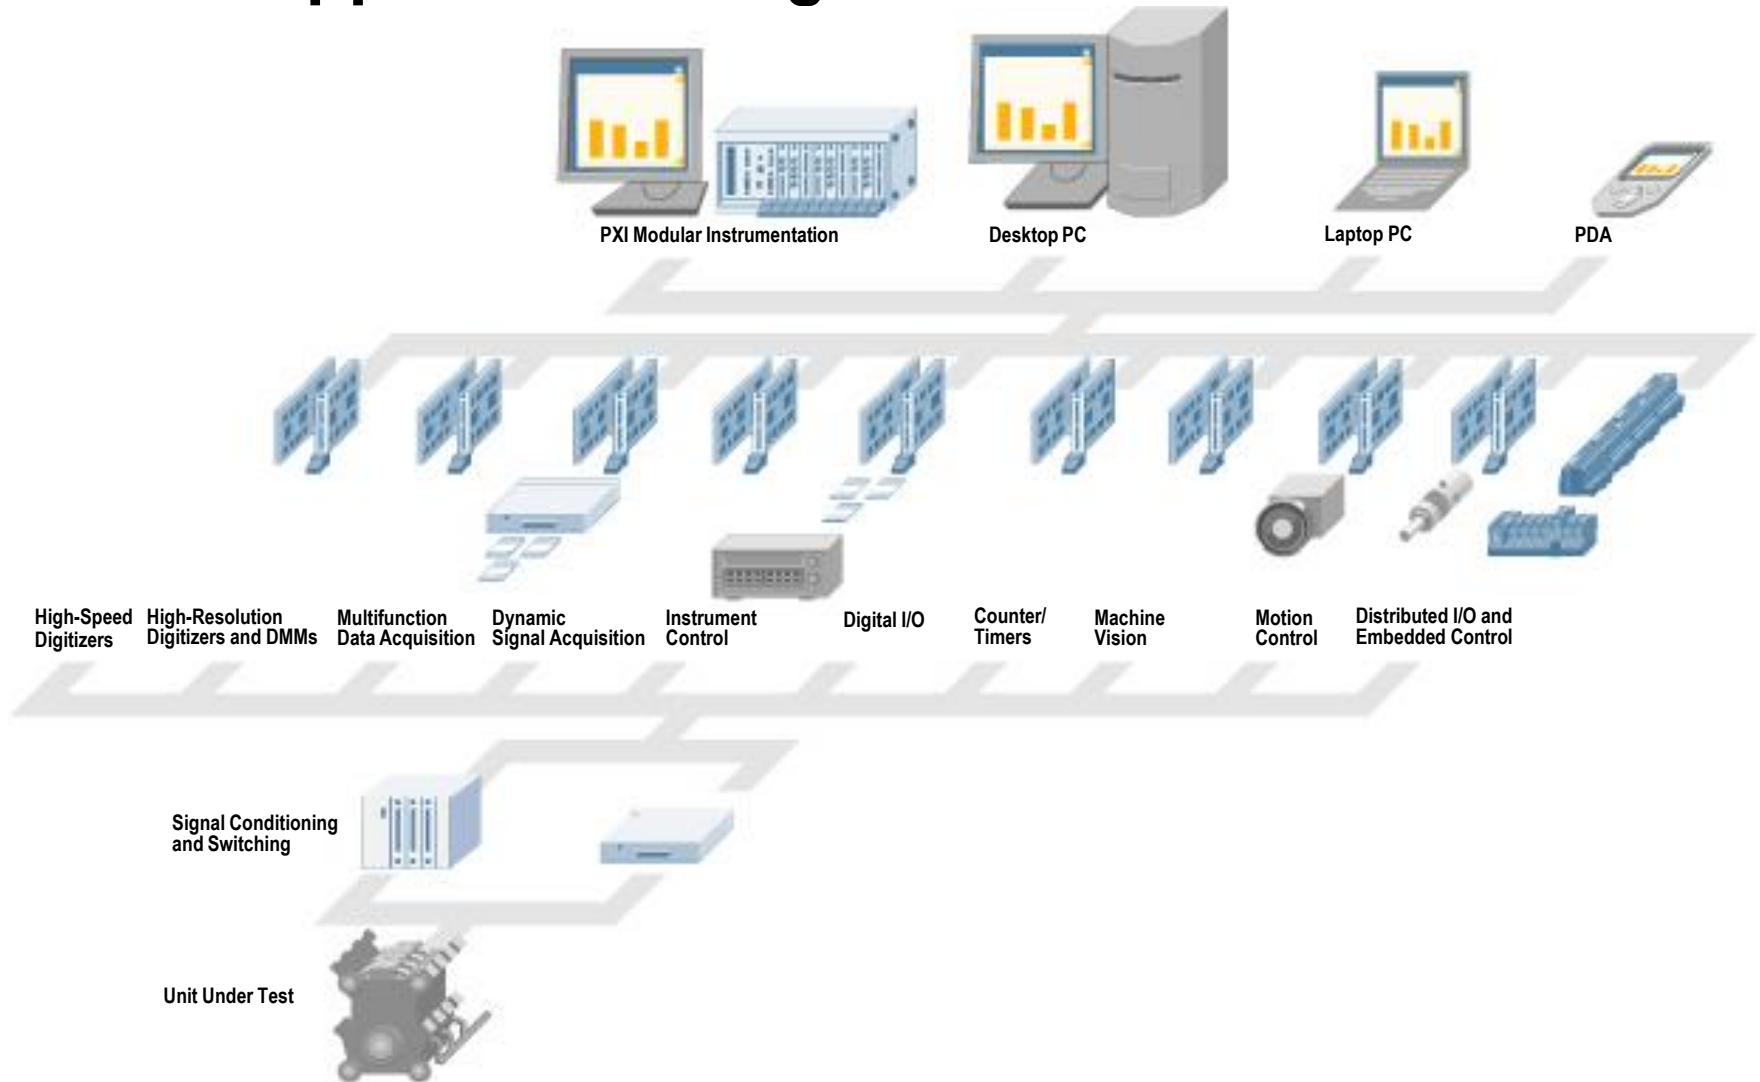 PXI Modular Instrumentation
Desktop PC
Laptop PC
PDA
High-Speed
Digitizers
High-Resolution
Digitizers and DMMs
Multifunction
Data Acquisition
Dynamic
Signal Acquisition
Instrument
Control
Digital I/O
Counter/
Timers
Machine
Vision
Motion
Control
Distributed I/O and
Embedded Control
Signal Conditioning
and Switching
Unit Under Test